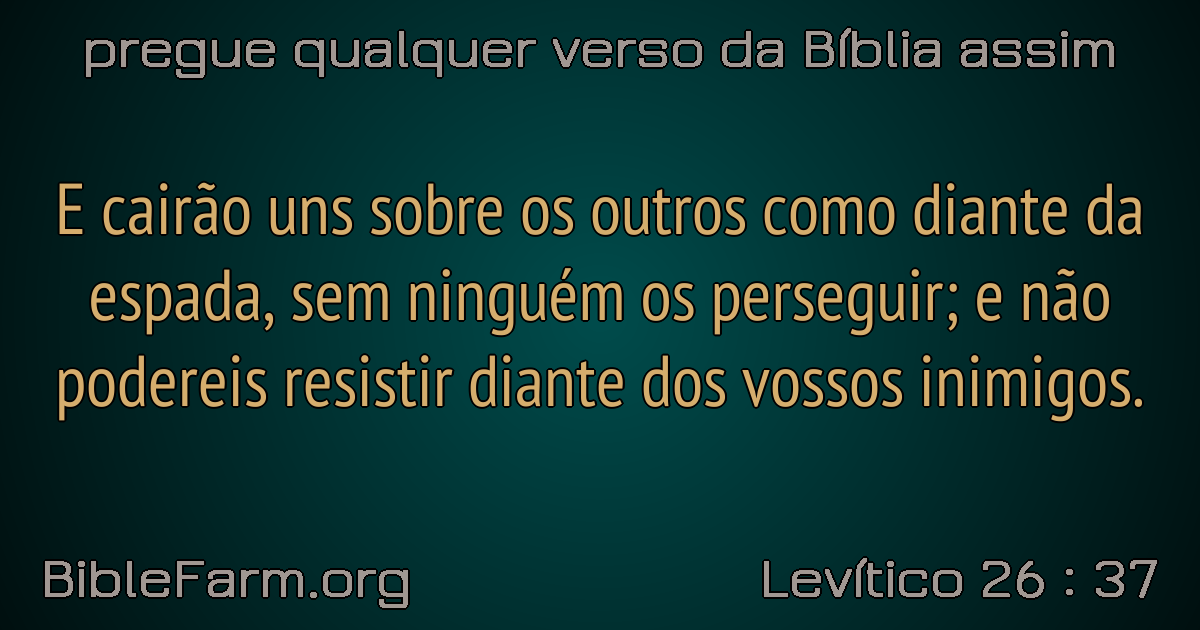 pregue qualquer verso da Bíblia assim
E cairão uns sobre os outros como diante da
espada, sem ninguém os perseguir; e não
podereis resistir diante dos vossos inimigos.
BibleFarm.org
Levítico 26 : 37